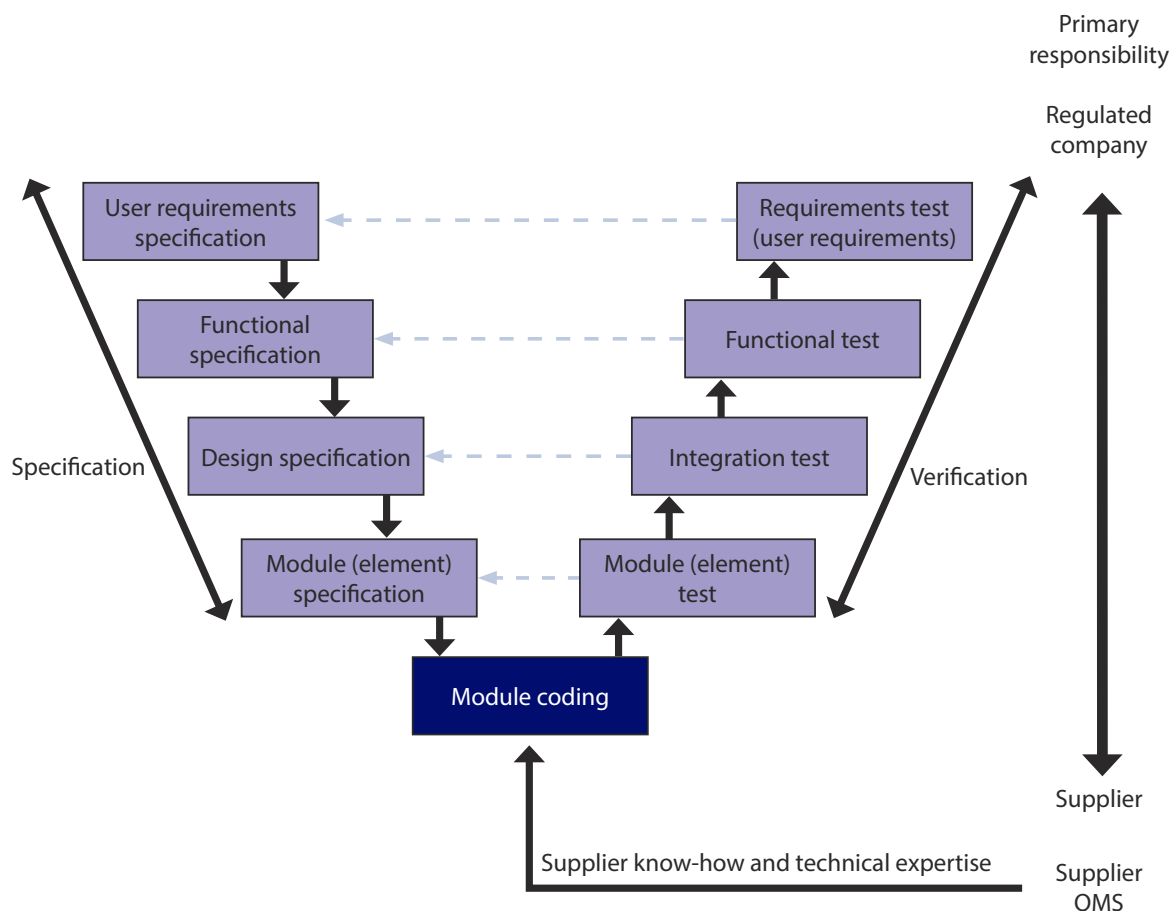 Primary
responsibility
Regulated
company
User requirements
specification
Requirements test
(user requirements)
Functional
specification
Functional test
Specification
Design specification
Integration test
Verification
Module (element)
specification
Module (element)
test
Module coding
Supplier
Supplier know-how and technical expertise
Supplier
OMS